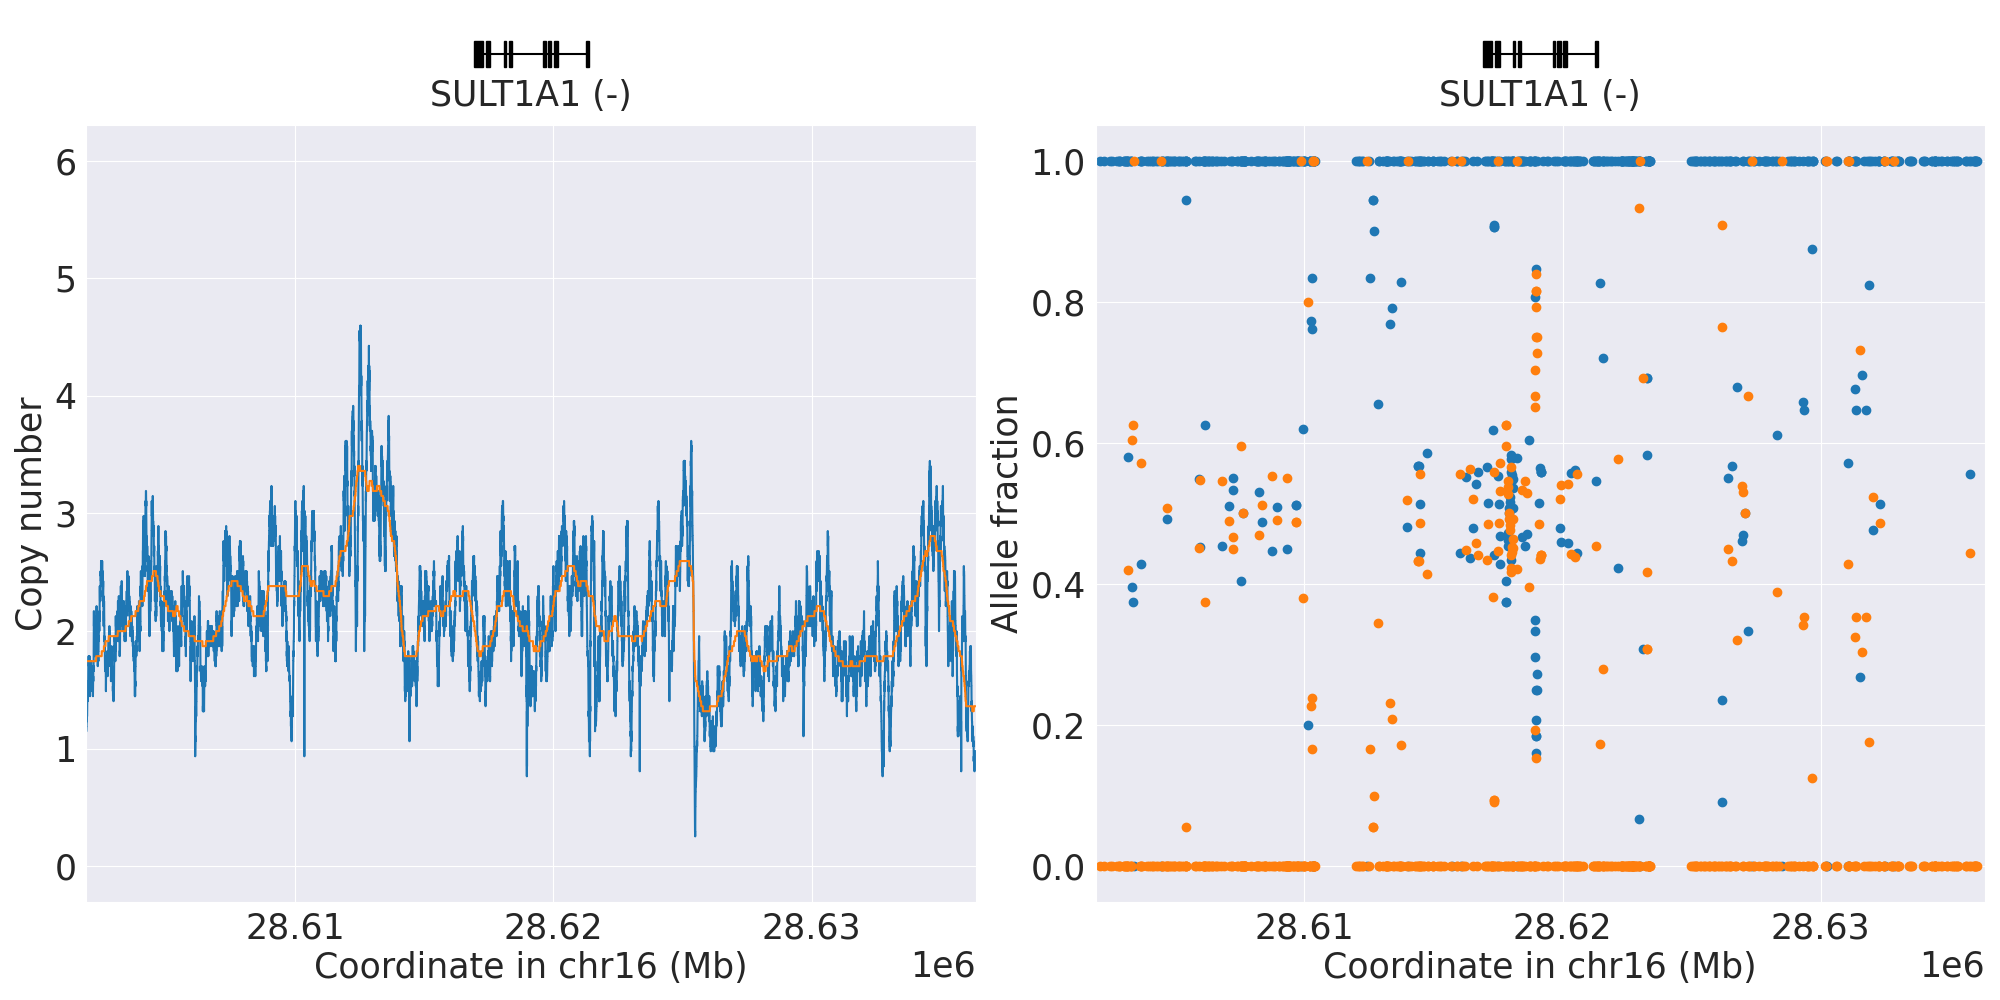 SULT1A1 (-)
Copy number
6
5
4
3
2
1
0
28.61
28.62
28.63
Coordinate in chr16 (Mb)
1e6
SULT1A1 (-)
Allele fraction
1.0
0.8
0.6
0.4
0.2
0.0
28.61
28.62
28.63
Coordinate in chr16 (Mb)
1e6